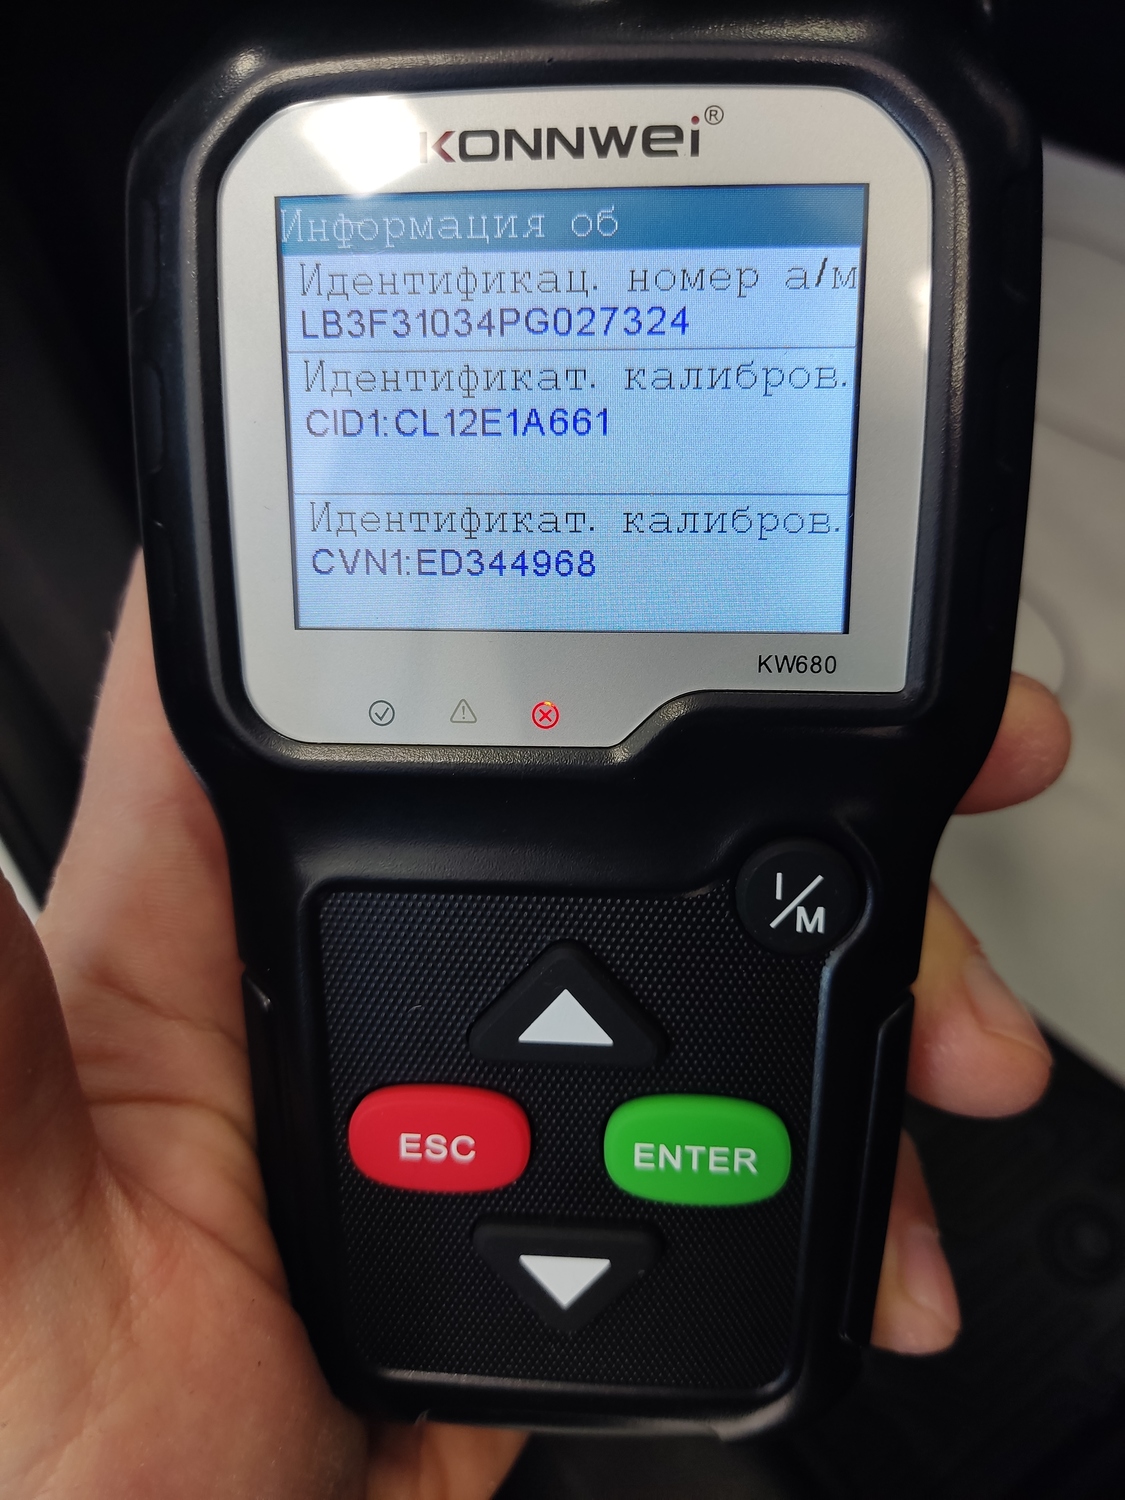 KONNWEI®
Информация об
Идентификац. номер а/м
LB3F31034PG027324
Идентификат. калибров.
CID1:CL12E1A661
Идентификат. калибров.
CVN1:ED344968
KW680
I/M
ESC
ENTER